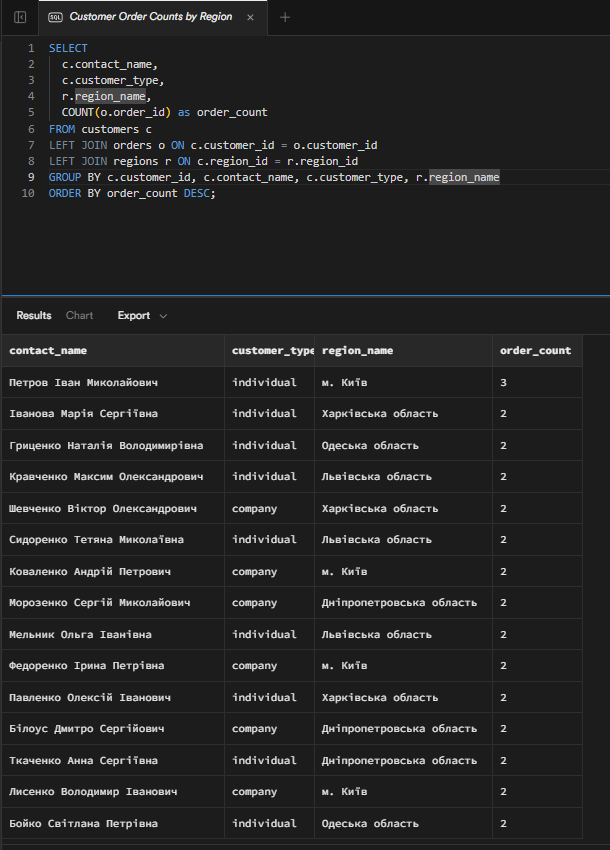 SQL Customer Order Counts by Region × +
1 SELECT
2 c.contact_name,
3 c.customer_type,
4 r.region_name,
5 COUNT(o.order_id) as order_count
6 FROM customers c
7 LEFT JOIN orders o ON c.customer_id = o.customer_id
8 LEFT JOIN regions r ON c.region_id = r.region_id
9 GROUP BY c.customer_id, c.contact_name, c.customer_type, r.region_name
10 ORDER BY order_count DESC;
Results Chart Export
contact_name customer_type region_name order_count
Петров Іван Миколайович individual м. Київ 3
Іванова Марія Сергіївна individual Харківська область 2
Гриценко Наталія Володимирівна individual Одеська область 2
Кравченко Максим Олександрович individual Львівська область 2
Шевченко Віктор Олександрович company Харківська область 2
Сидоренко Тетяна Миколаївна individual Львівська область 2
Коваленко Андрій Петрович company м. Київ 2
Морозенко Сергій Миколайович company Дніпропетровська область 2
Мельник Ольга Іванівна individual Львівська область 2
Федоренко Ірина Петрівна company м. Київ 2
Павленко Олексій Іванович individual Харківська область 2
Білоус Дмитро Сергійович company Дніпропетровська область 2
Ткаченко Анна Сергіївна individual Дніпропетровська область 2
Лисенко Володимир Іванович company м. Київ 2
Бойко Світлана Петрівна individual Одеська область 2